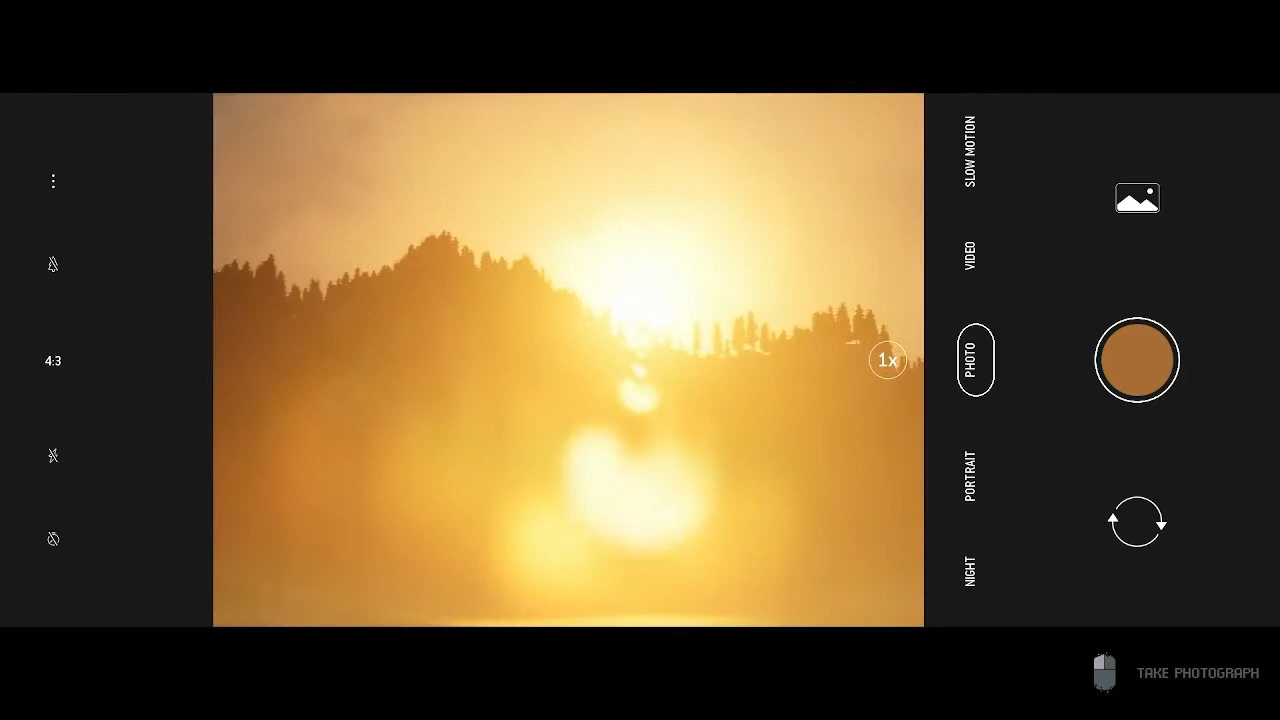 4:3
1x
SLOW MOTION
VIDEO
PHOTO
PORTRAIT
NIGHT
TAKE PHOTOGRAPH